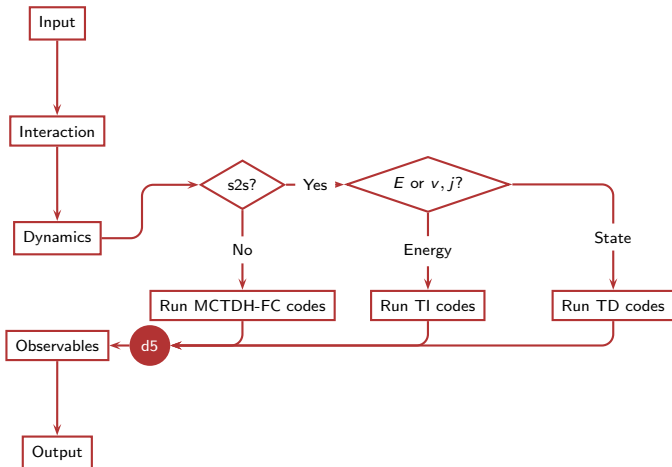 Input
Interaction
Dynamics
s2s?
Yes
E or v, j?
No
Energy
State
Run MCTDH-FC codes
Run TI codes
Run TD codes
Observables
d5
Output